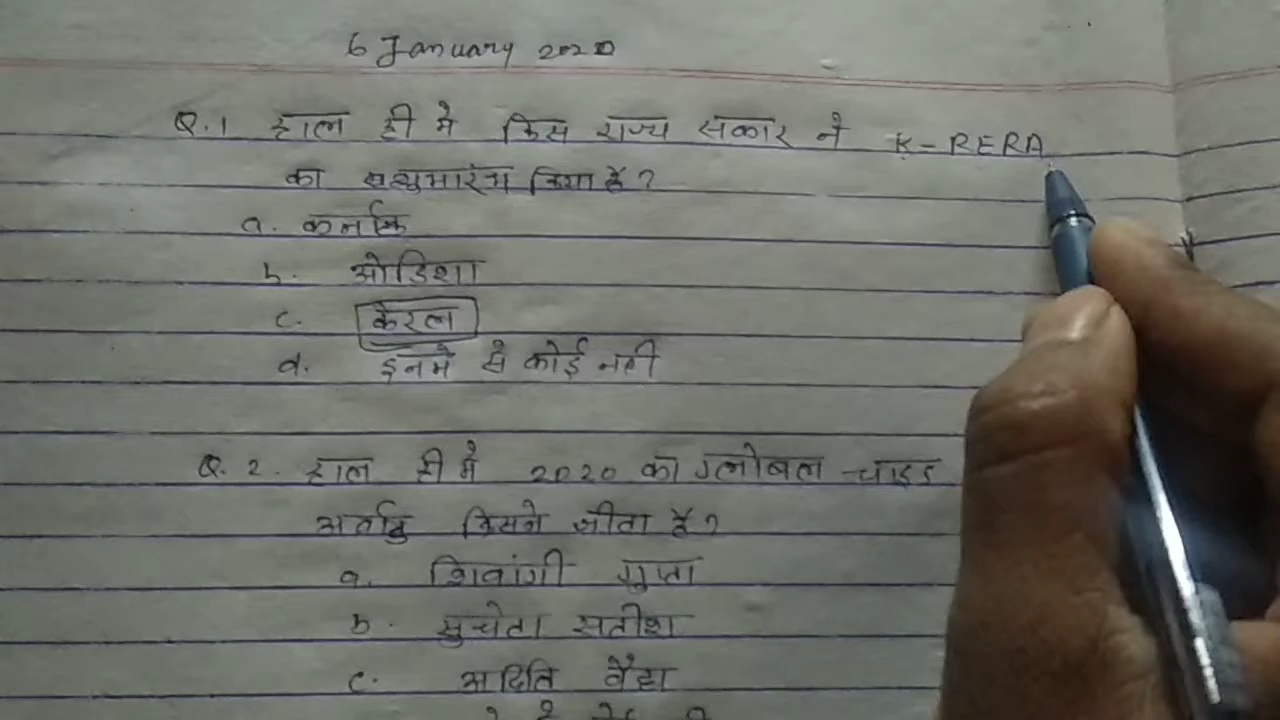 6 January 2020
Q.1 हाल ही मे किस राज्य सरकार ने K-RERA
का शुभारंभ किया है?
a. कर्नाटक
b. ओडिशा
c. केरल
d. इनमे से कोई नही
Q.2. हाल ही मे 2020 का ग्लोबल चाइल्ड
अवार्ड किसने जीता है?
a. शिवांगी गुप्ता
b. सुचेता सतीश
c. आदिति